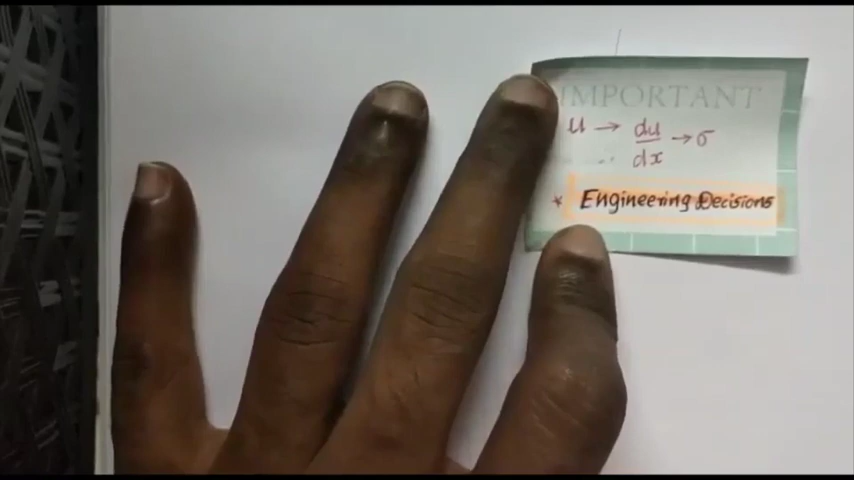 IMPORTANT
u → du/dx → σ
* Engineering Decisions